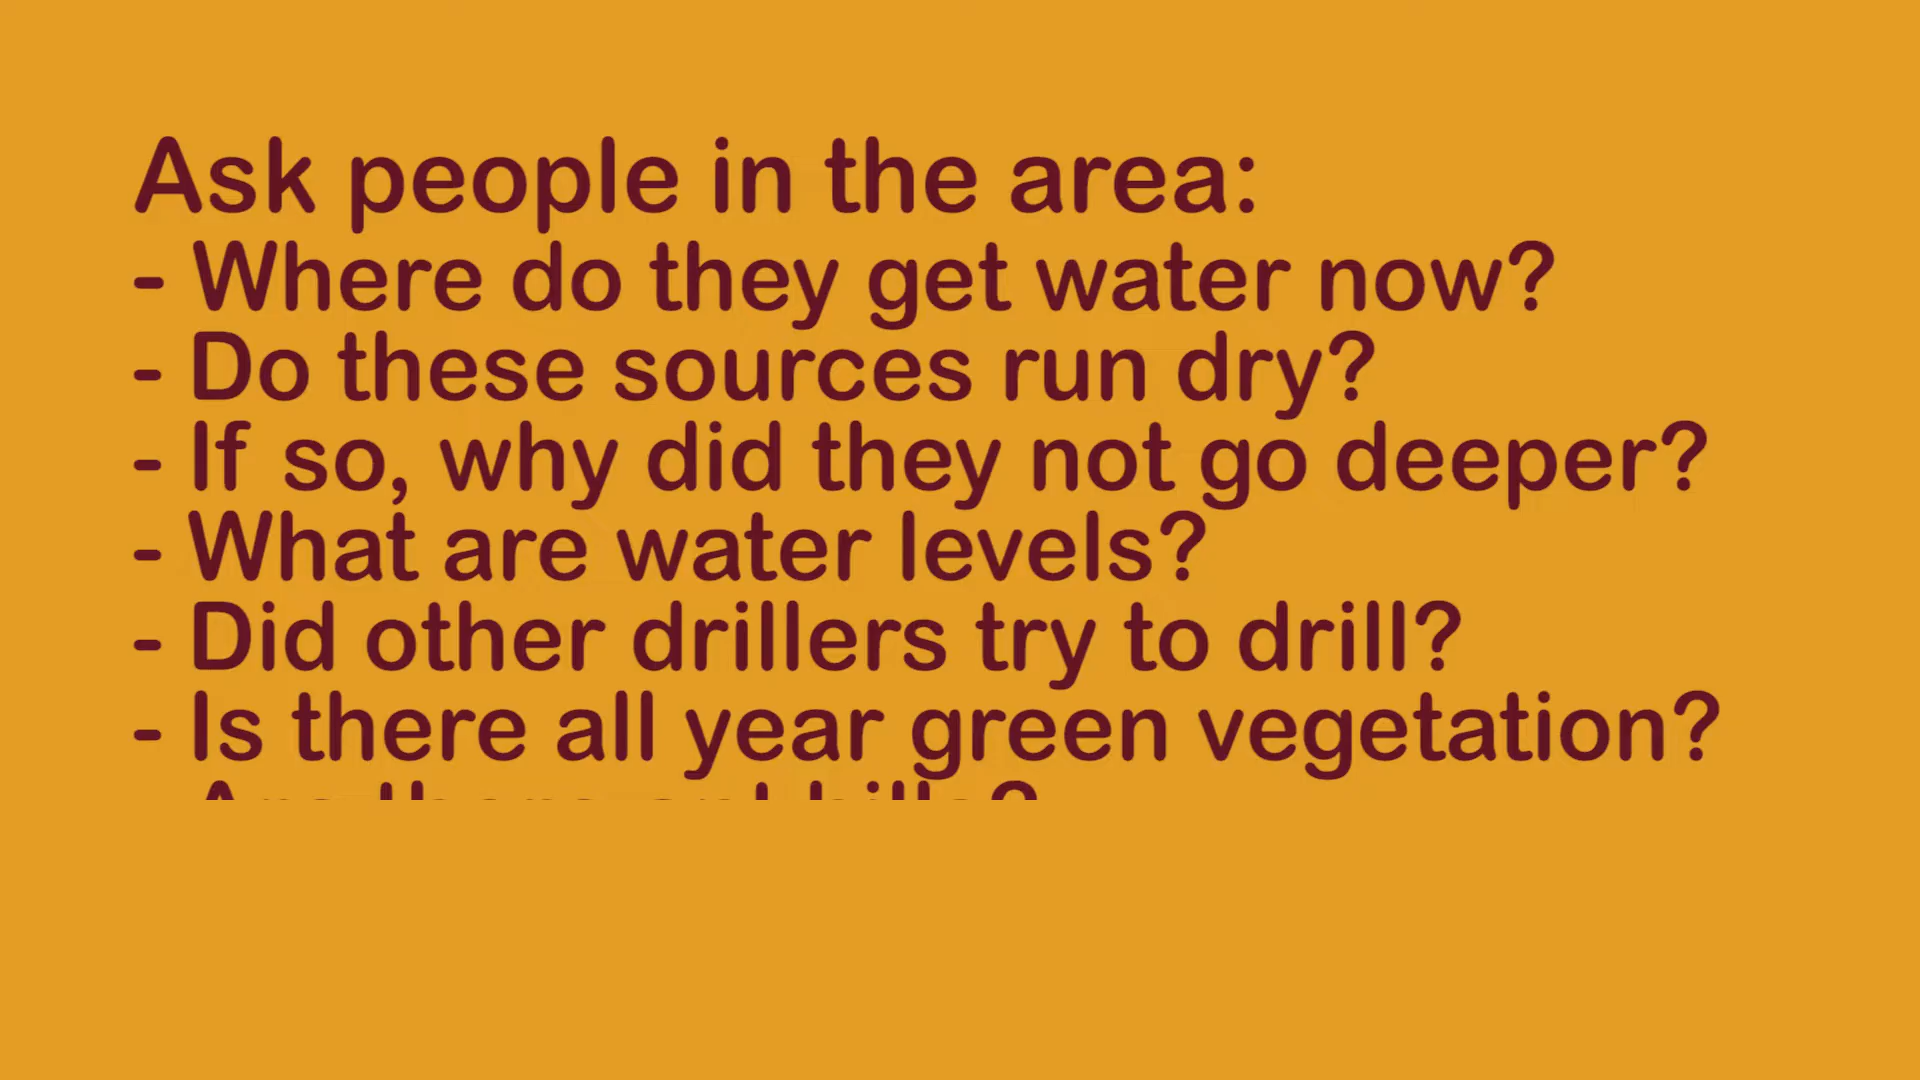 Ask people in the area:
- Where do they get water now?
- Do these sources run dry?
- If so, why did they not go deeper?
- What are water levels?
- Did other drillers try to drill?
- Is there all year green vegetation?